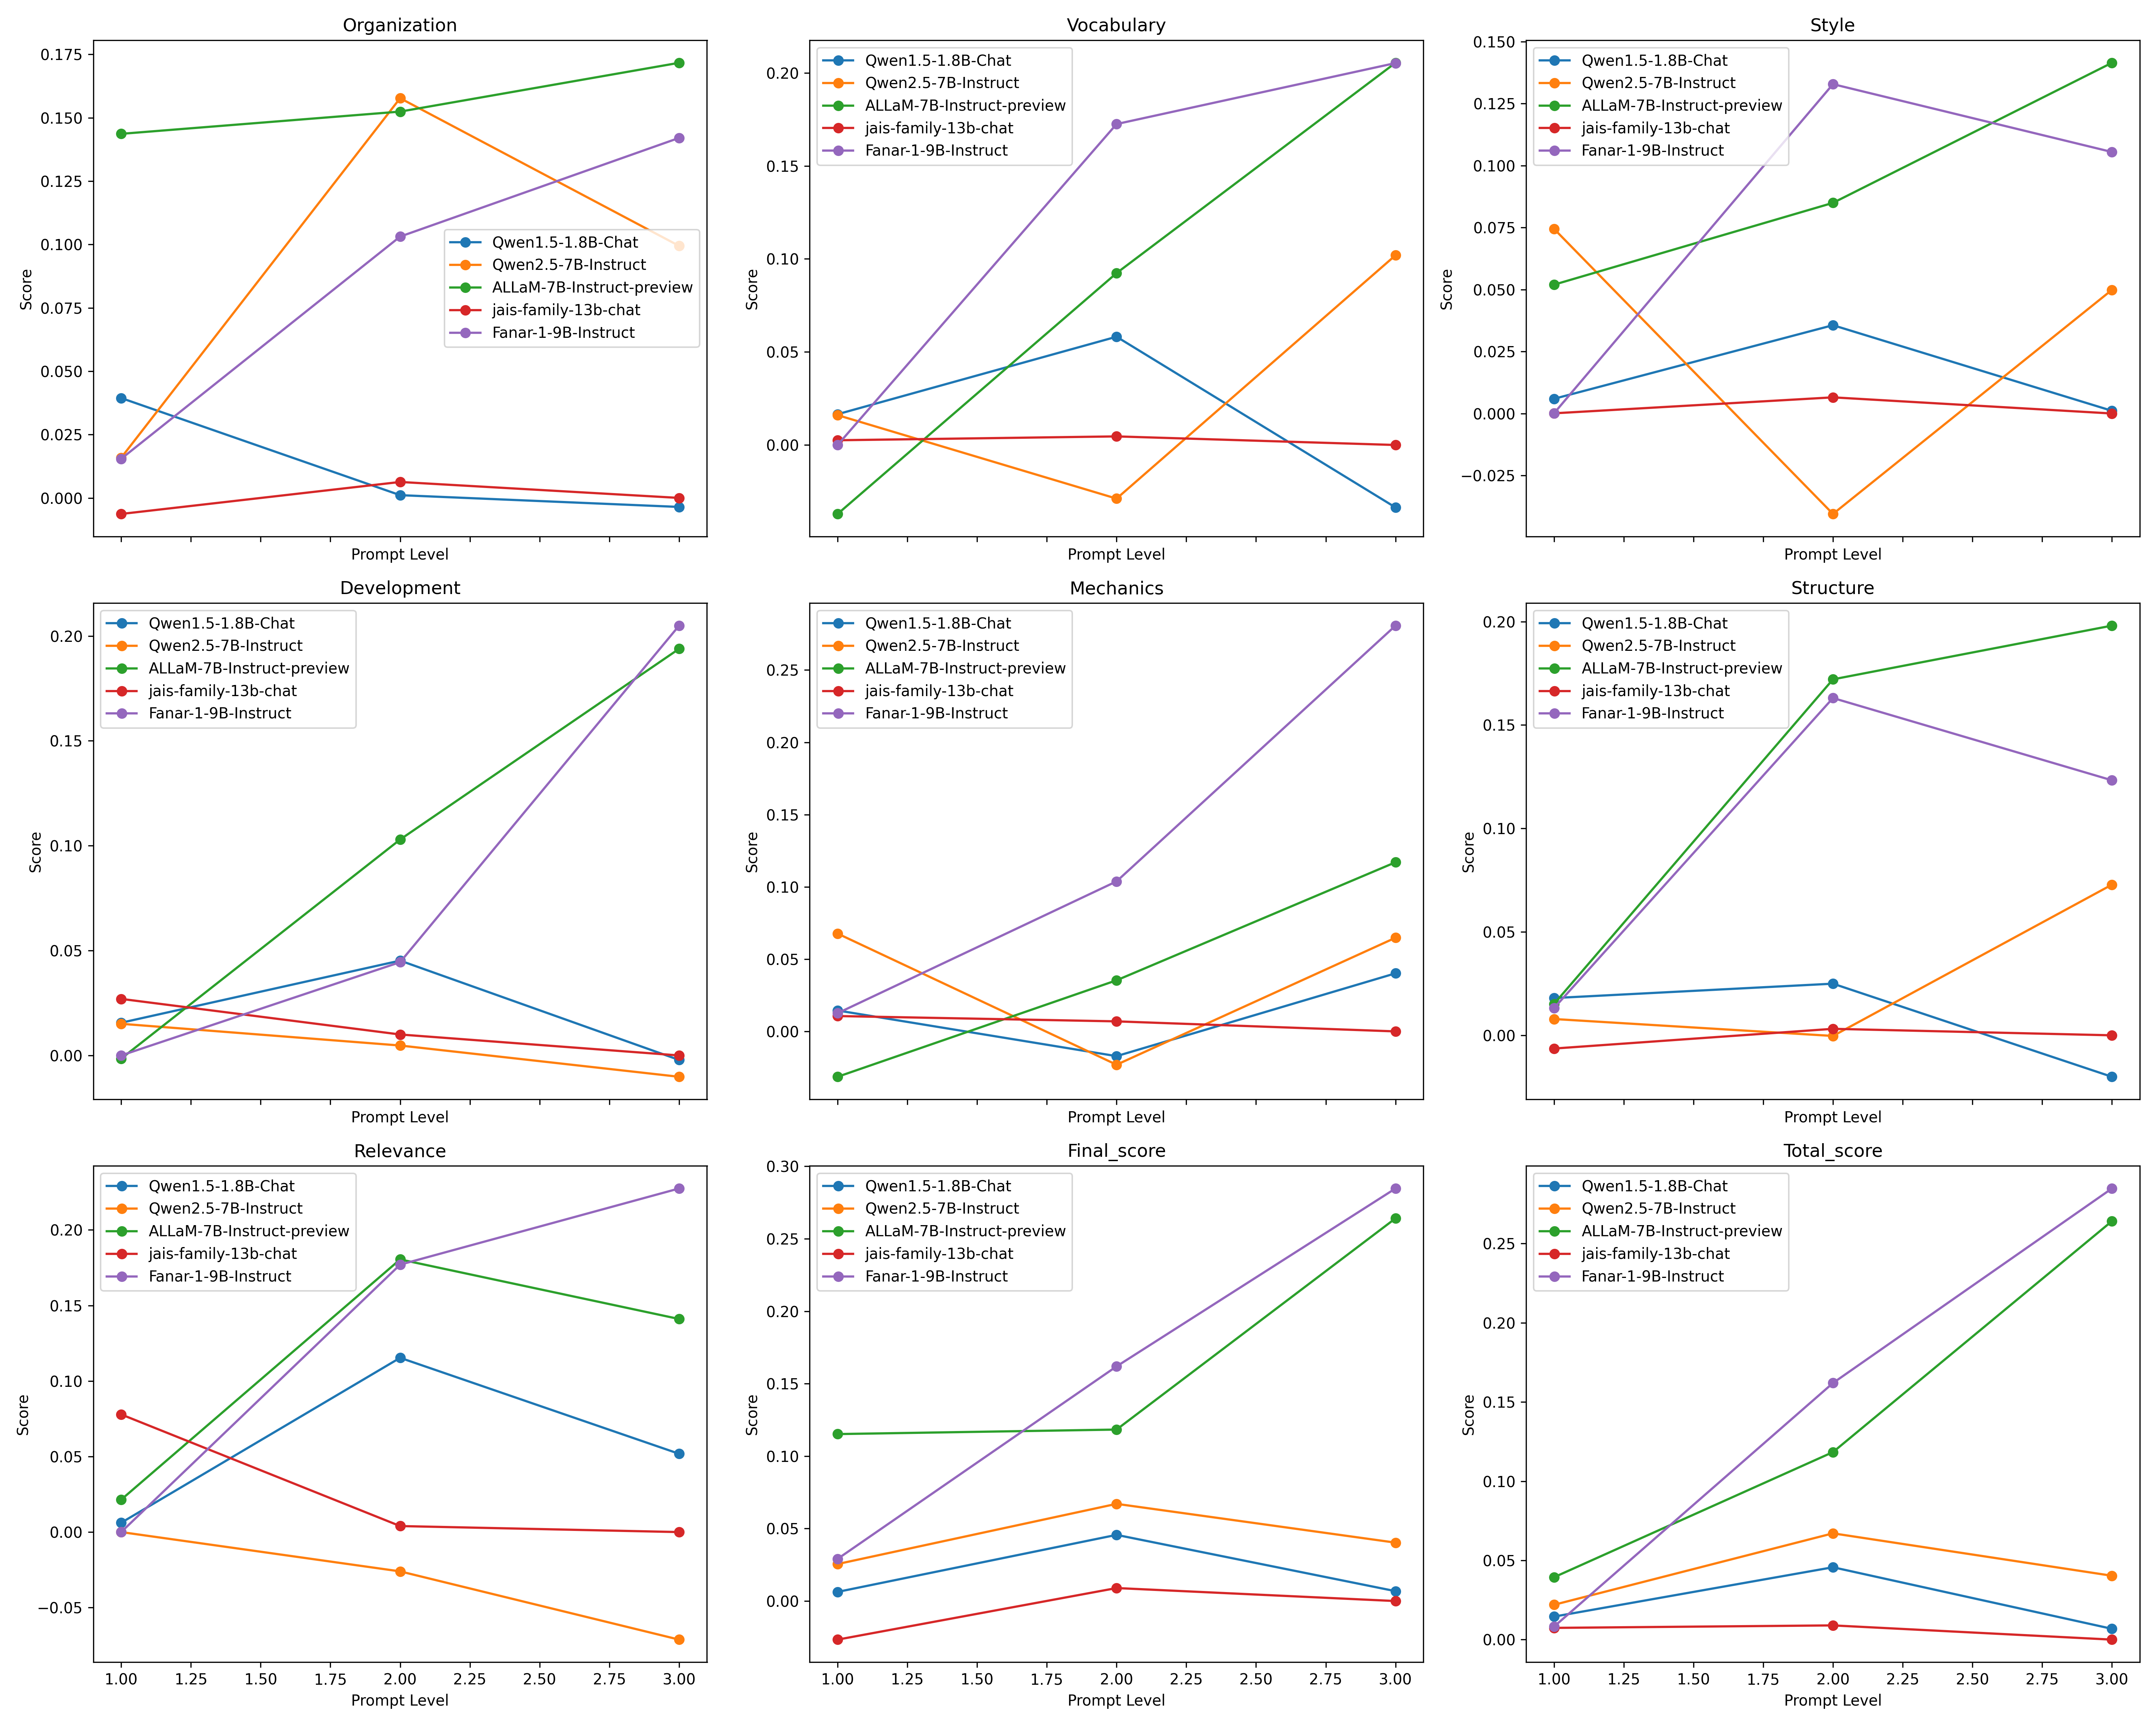 Organization
0.175
0.150
0.125
0.100
0.075
0.050
0.025
0.000
Score
Qwen1.5-1.8B-Chat
Qwen2.5-7B-Instruct
ALLaM-7B-Instruct-preview
jais-family-13b-chat
Fanar-1-9B-Instruct
Prompt Level
Vocabulary
0.20
0.15
0.10
0.05
0.00
Score
Qwen1.5-1.8B-Chat
Qwen2.5-7B-Instruct
ALLaM-7B-Instruct-preview
jais-family-13b-chat
Fanar-1-9B-Instruct
Prompt Level
Style
0.150
0.125
0.100
0.075
0.050
0.025
0.000
−0.025
Score
Qwen1.5-1.8B-Chat
Qwen2.5-7B-Instruct
ALLaM-7B-Instruct-preview
jais-family-13b-chat
Fanar-1-9B-Instruct
Prompt Level
Development
0.20
0.15
0.10
0.05
0.00
Score
Qwen1.5-1.8B-Chat
Qwen2.5-7B-Instruct
ALLaM-7B-Instruct-preview
jais-family-13b-chat
Fanar-1-9B-Instruct
Prompt Level
Mechanics
0.25
0.20
0.15
0.10
0.05
0.00
Score
Qwen1.5-1.8B-Chat
Qwen2.5-7B-Instruct
ALLaM-7B-Instruct-preview
jais-family-13b-chat
Fanar-1-9B-Instruct
Prompt Level
Structure
0.20
0.15
0.10
0.05
0.00
Score
Qwen1.5-1.8B-Chat
Qwen2.5-7B-Instruct
ALLaM-7B-Instruct-preview
jais-family-13b-chat
Fanar-1-9B-Instruct
Prompt Level
Relevance
0.20
0.15
0.10
0.05
0.00
−0.05
Score
Qwen1.5-1.8B-Chat
Qwen2.5-7B-Instruct
ALLaM-7B-Instruct-preview
jais-family-13b-chat
Fanar-1-9B-Instruct
1.00 1.25 1.50 1.75 2.00 2.25 2.50 2.75 3.00
Prompt Level
Final_score
0.30
0.25
0.20
0.15
0.10
0.05
0.00
Score
Qwen1.5-1.8B-Chat
Qwen2.5-7B-Instruct
ALLaM-7B-Instruct-preview
jais-family-13b-chat
Fanar-1-9B-Instruct
1.00 1.25 1.50 1.75 2.00 2.25 2.50 2.75 3.00
Prompt Level
Total_score
0.25
0.20
0.15
0.10
0.05
0.00
Score
Qwen1.5-1.8B-Chat
Qwen2.5-7B-Instruct
ALLaM-7B-Instruct-preview
jais-family-13b-chat
Fanar-1-9B-Instruct
1.00 1.25 1.50 1.75 2.00 2.25 2.50 2.75 3.00
Prompt Level